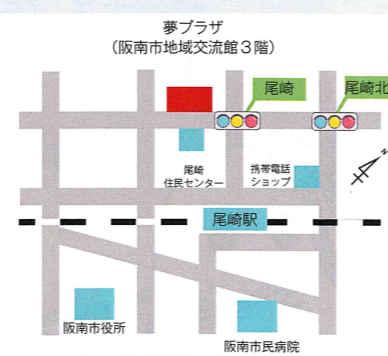 夢プラザ
(阪南市地域交流館3階)
尾崎
尾崎北
尾崎
住民センター
携帯電話
ショップ
N
尾崎駅
阪南市役所
阪南市民病院